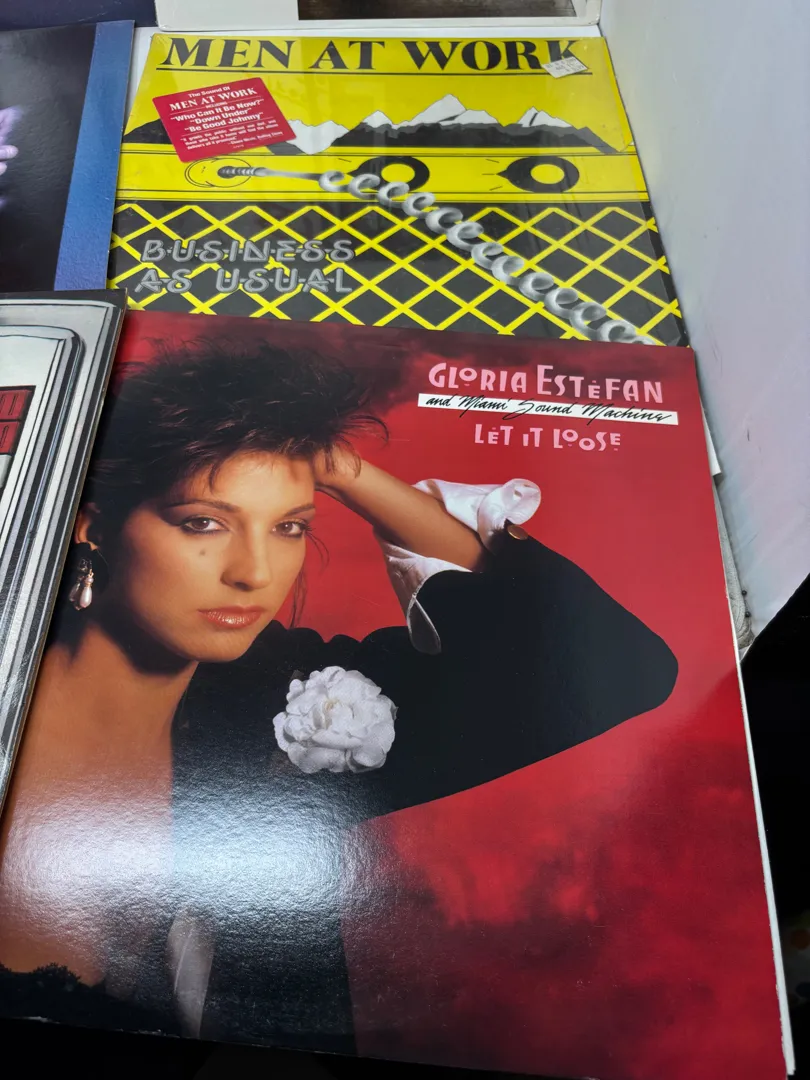 MEN AT WORK
The Sound Of
MEN AT WORK
INCLUDING
"Who Can It Be Now?"
"Down Under"
"Be Good Johnny"
BUSINESS
AS USUAL
GLORIA ESTEFAN
and Miami Sound Machine
LET IT LOOSE